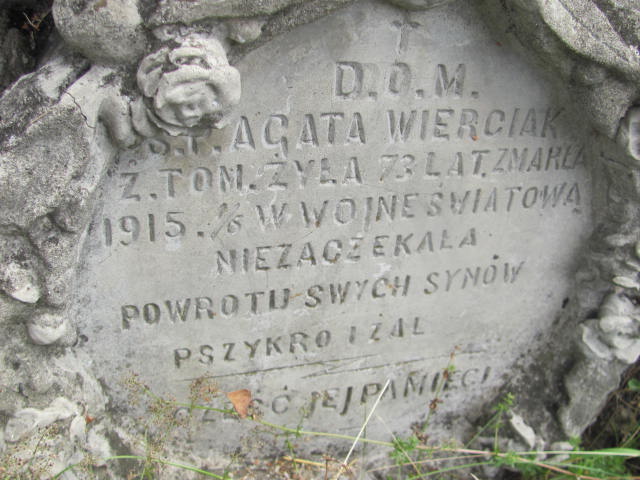 D.O.M.
Ś.P. AGATA WIERCIAK
Z. TOM. ŻYŁA 73 LAT. ZMARŁA
1915. 1/6 W WOJNE ŚWIATOWĄ
NIEZACZEKAŁA
POWROTU SWYCH SYNÓW
PSZYKRO I ŻAL
CZEŚĆ JEJ PAMIĘCI